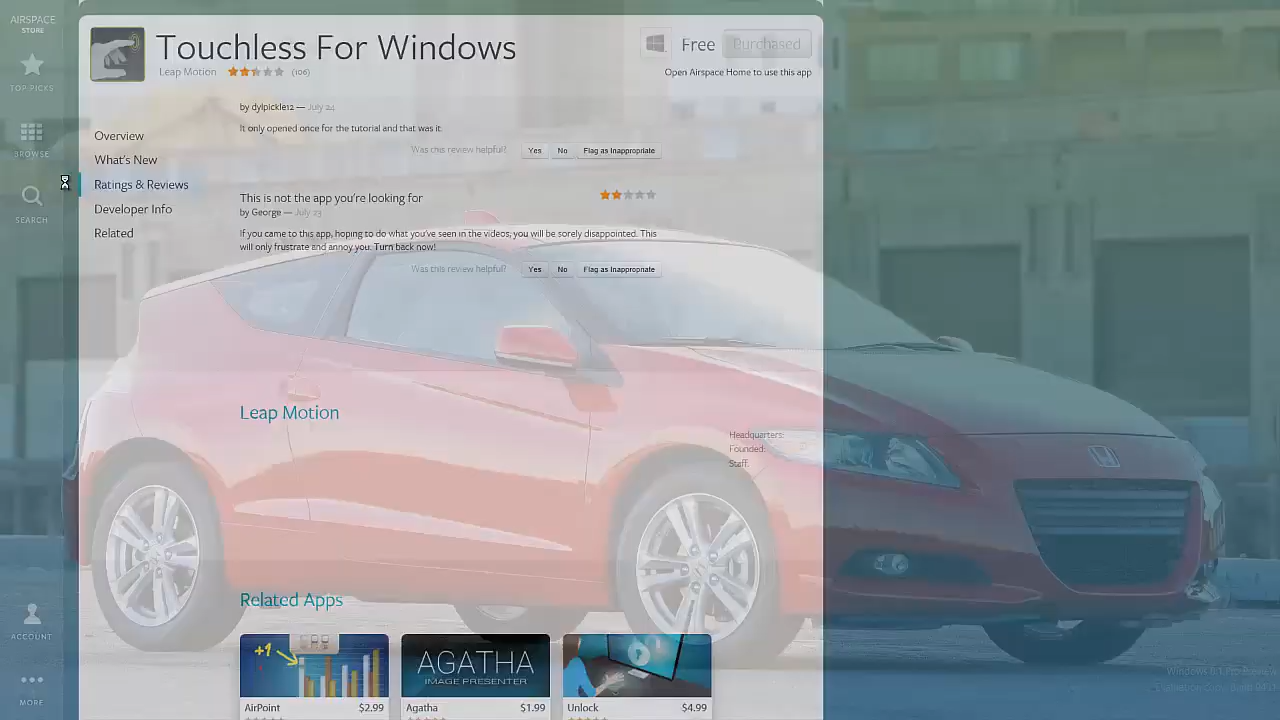 AIRSPACE
STORE
TOP PICKS
BROWSE
SEARCH
ACCOUNT
MORE
Touchless For Windows
Leap Motion (106)
Free Purchased
Open Airspace Home to use this app
Overview
What's New
Ratings & Reviews
Developer Info
Related
by dylpickle12 — July 24
It only opened once for the tutorial and that was it.
Was this review helpful? Yes No Flag as Inappropriate
This is not the app you're looking for
by George — July 23
If you came to this app, hoping to do what you've seen in the videos, you will be sorely disappointed. This
will only frustrate and annoy you. Turn back now!
Was this review helpful? Yes No Flag as Inappropriate
Leap Motion
Headquarters:
Founded:
Staff:
Related Apps
+1
AGATHA
IMAGE PRESENTER
AirPoint $2.99
Agatha $1.99
Unlock $4.99
Windows 8.1 Pro Preview